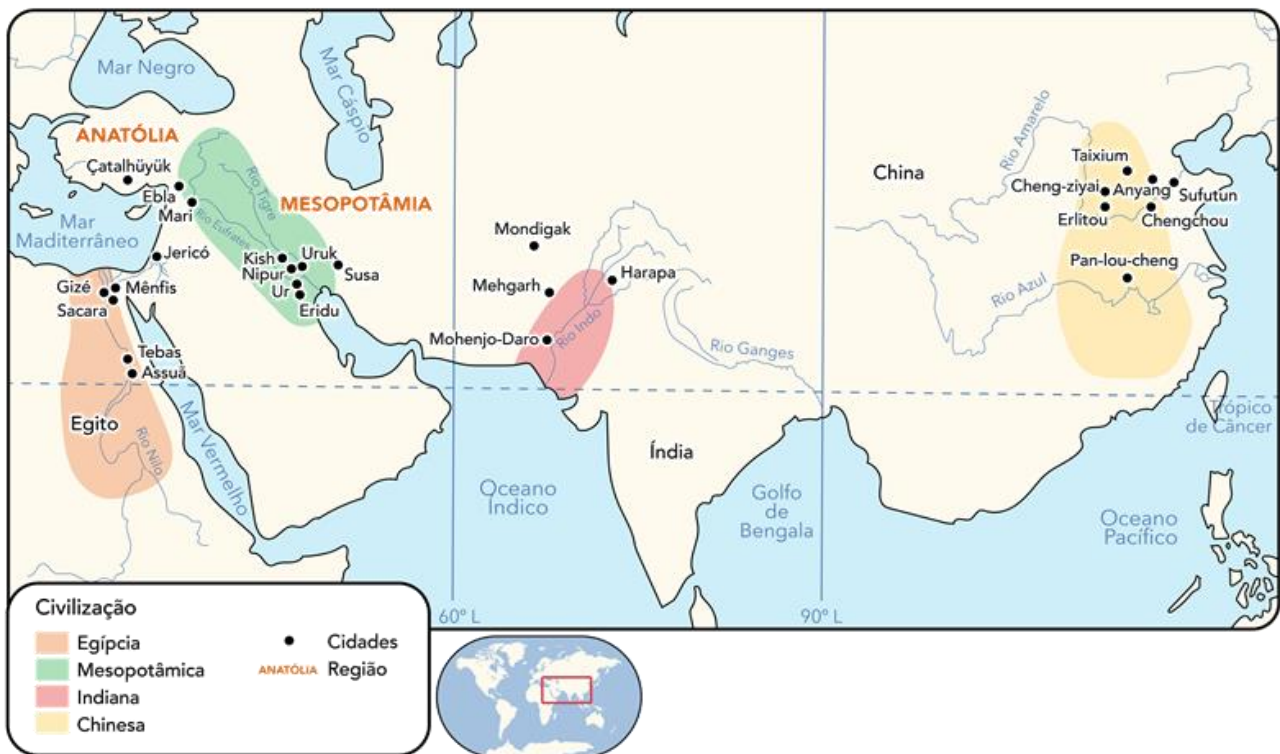 Mar Negro
Mar Cáspio
ANATÓLIA
Çatalhüyük
Ebla
Mari
Rio Tigre
Rio Eufrates
MESOPOTÂMIA
Mar
Mediterrâneo
Jericó
Kish
Uruk
Nipur
Susa
Ur
Eridu
Gizé
Mênfis
Sacara
Tebas
Assuã
Egito
Rio Nilo
Mar Vermelho
Mondigak
Mehgarh
Harapa
Mohenjo-Daro
Rio Indo
Rio Ganges
Índia
Oceano
Índico
Golfo
de
Bengala
China
Rio Amarelo
Taixium
Cheng-ziyai
Anyang
Sufutun
Erlitou
Chengchou
Pan-lou-cheng
Rio Azul
Trópico
de Câncer
Oceano
Pacífico
60º L
90º L
Civilização
Egípcia
Mesopotâmica
Indiana
Chinesa
Cidades
ANATÓLIA Região